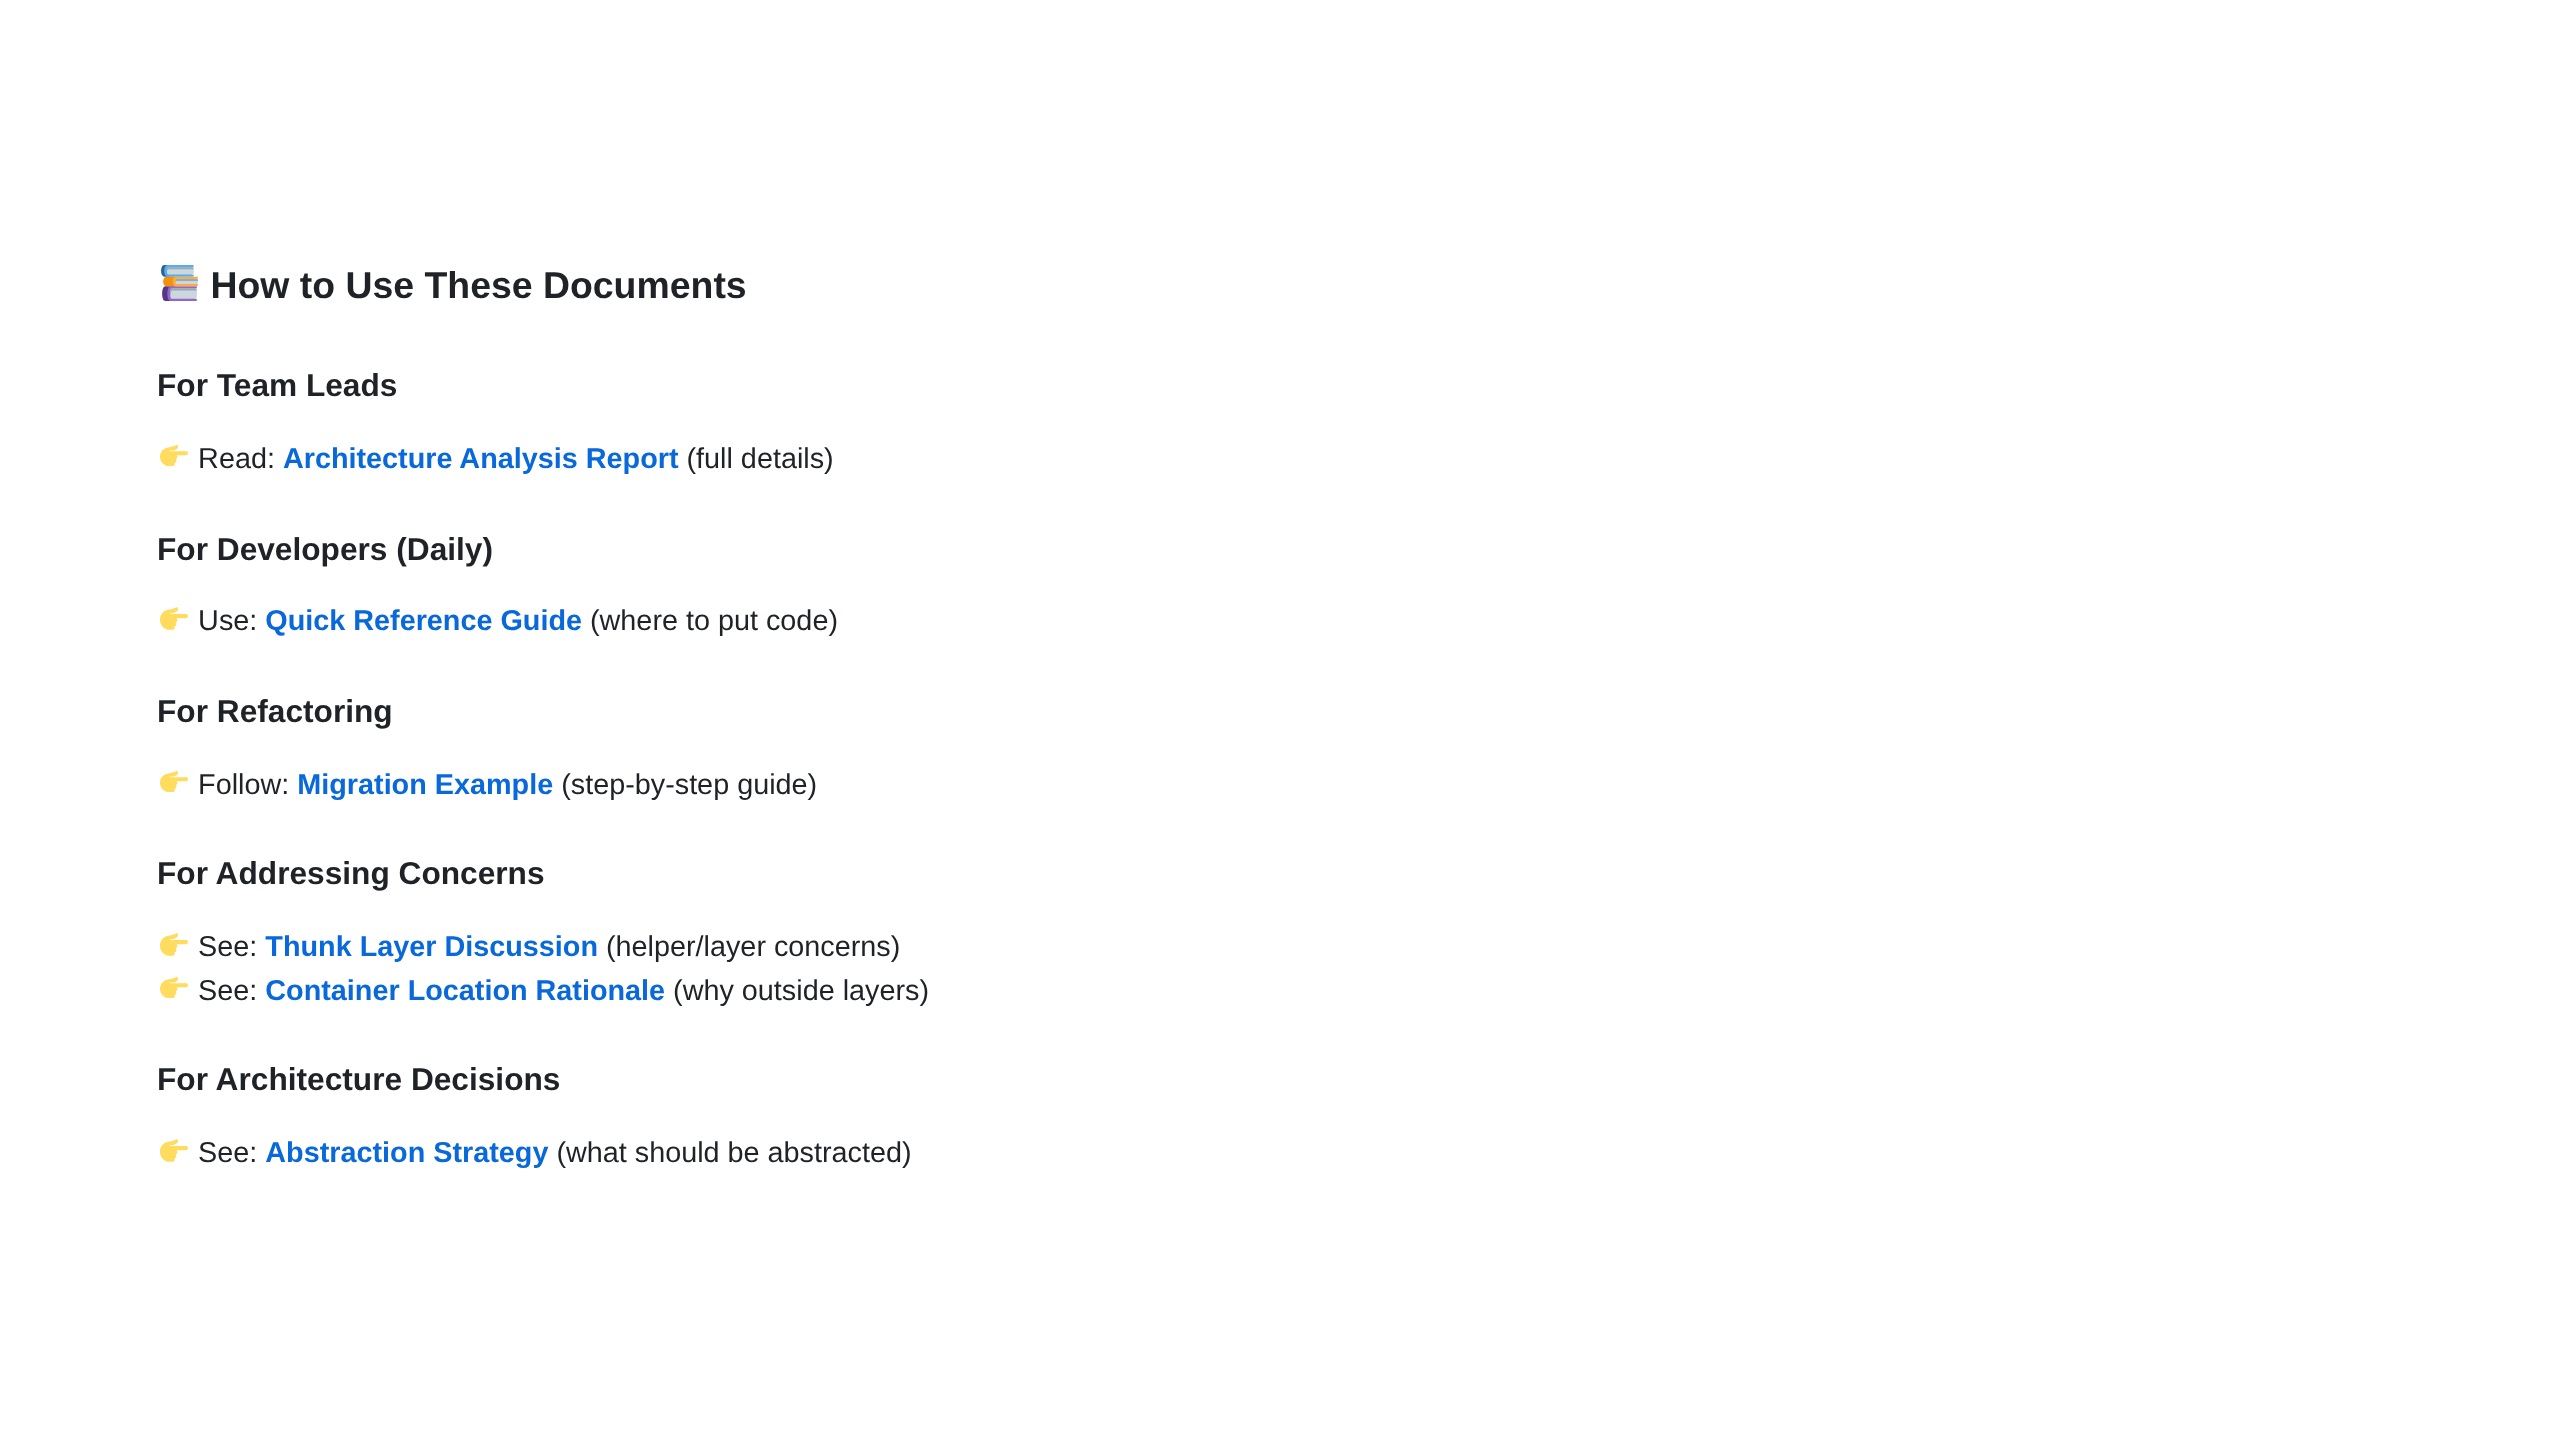 📚 How to Use These Documents
For Team Leads
👉 Read: Architecture Analysis Report (full details)
For Developers (Daily)
👉 Use: Quick Reference Guide (where to put code)
For Refactoring
👉 Follow: Migration Example (step-by-step guide)
For Addressing Concerns
👉 See: Thunk Layer Discussion (helper/layer concerns)
👉 See: Container Location Rationale (why outside layers)
For Architecture Decisions
👉 See: Abstraction Strategy (what should be abstracted)